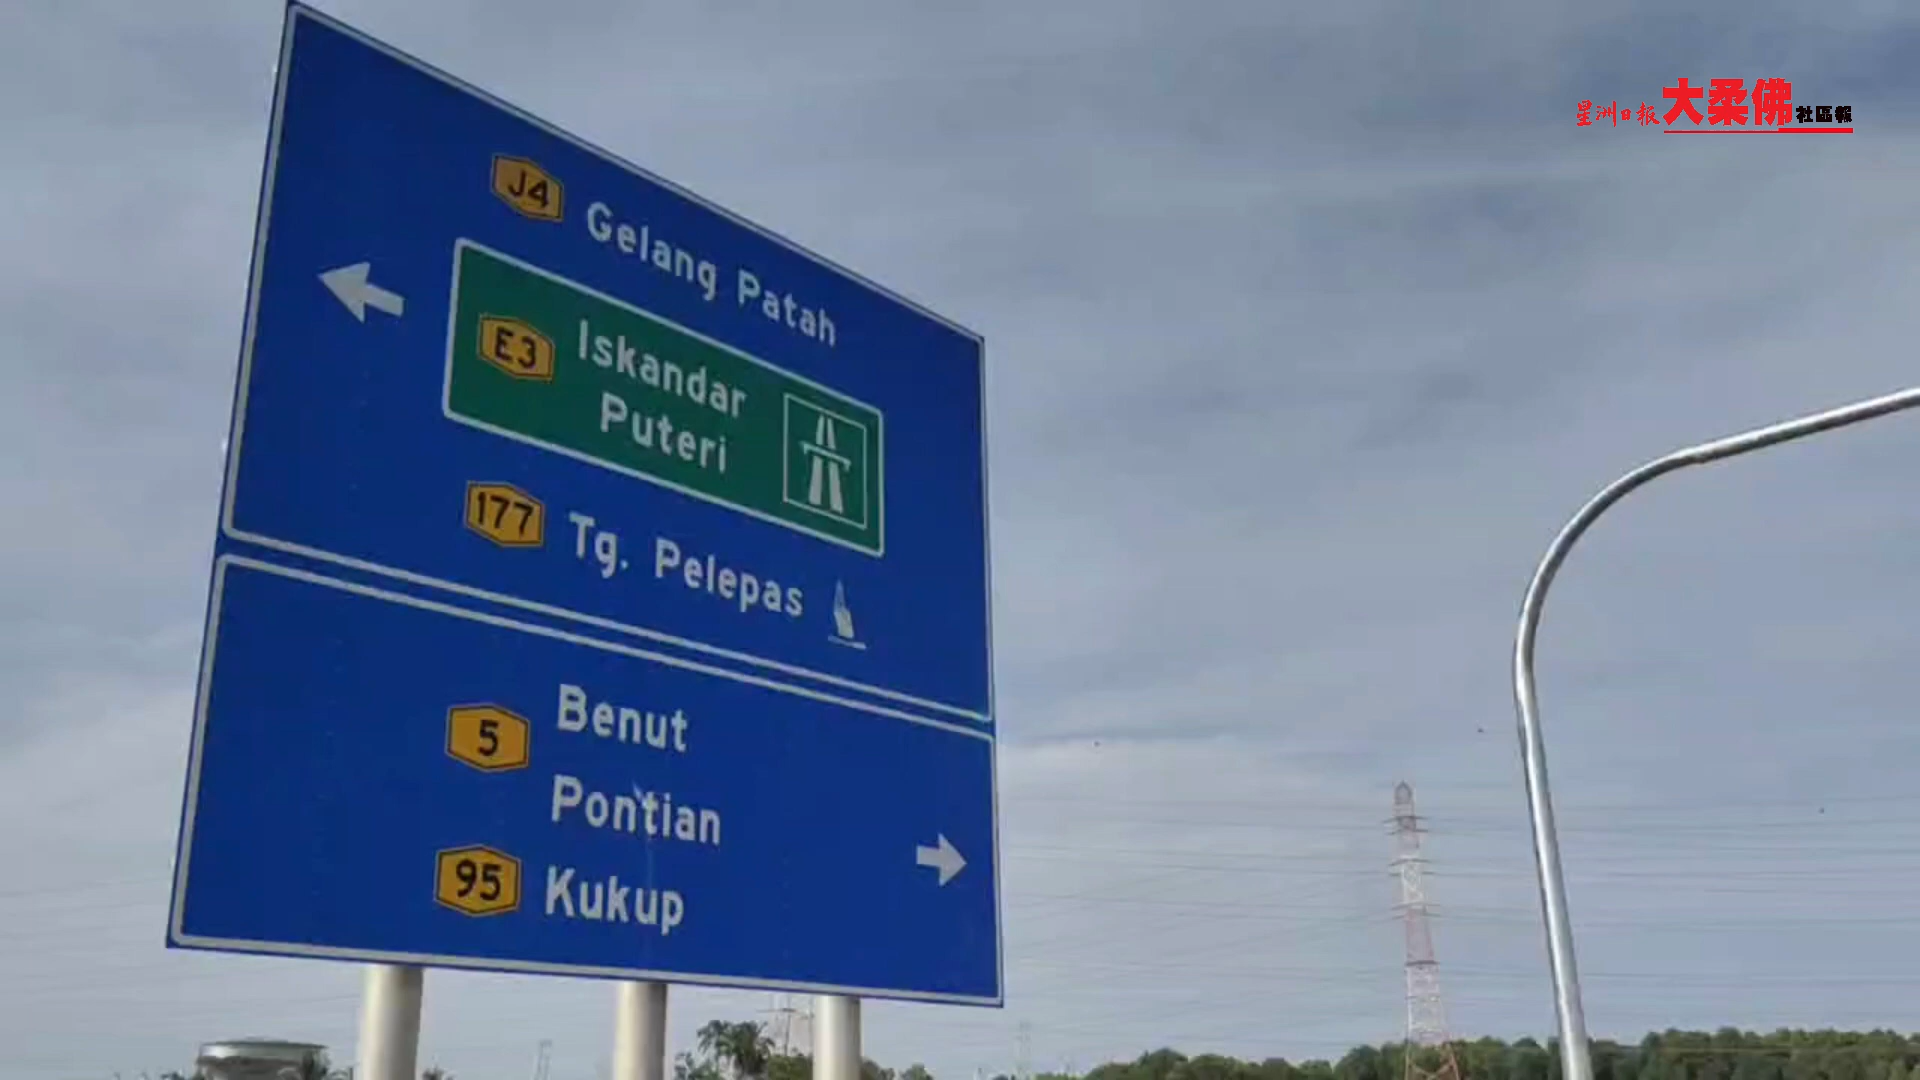 星洲日报 大柔佛 社區報
J4 Gelang Patah
E3 Iskandar
Puteri
177 Tg. Pelepas
5 Benut
Pontian
95 Kukup